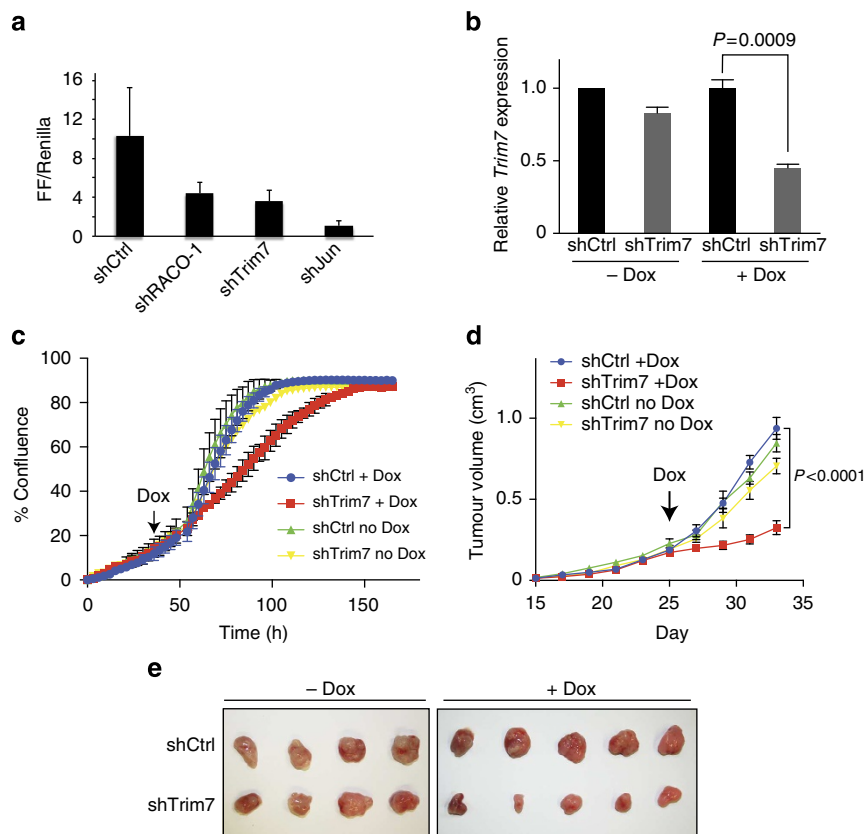 a
16
12
8
4
0
FF/Renilla
shCtrl
shRACO-1
shTrim7
shJun
b
P=0.0009
1.0
0.5
0
Relative Trim7 expression
shCtrl shTrim7 shCtrl shTrim7
– Dox + Dox
c
100
80
60
40
20
0
% Confluence
Dox
shCtrl + Dox
shTrim7 + Dox
shCtrl no Dox
shTrim7 no Dox
0 50 100 150
Time (h)
d
shCtrl +Dox
shTrim7 +Dox
shCtrl no Dox
shTrim7 no Dox
1.0
0.5
0
Tumour volume (cm³)
Dox
P<0.0001
15 20 25 30 35
Day
e
– Dox + Dox
shCtrl
shTrim7